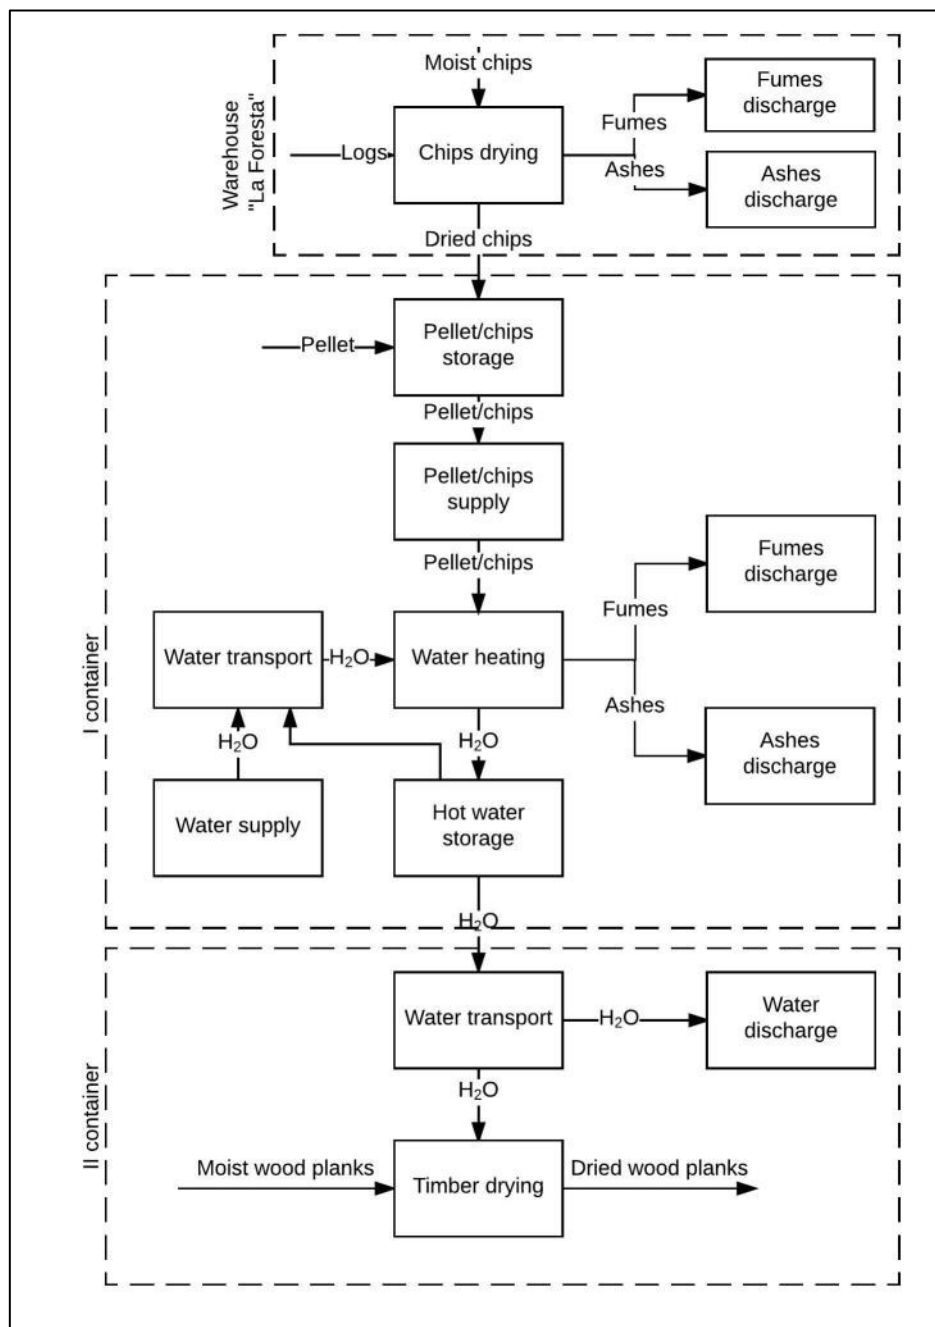 Moist chips
Fumes
discharge
Warehouse
"La Foresta"
Logs
Chips drying
Fumes
Ashes
Ashes
discharge
Dried chips
Pellet
Pellet/chips
storage
Pellet/chips
Pellet/chips
supply
Pellet/chips
Fumes
discharge
Fumes
I container
Water transport
H₂O
Water heating
Ashes
H₂O
H₂O
Ashes
discharge
Water supply
Hot water
storage
H₂O
II container
Water transport
H₂O
Water
discharge
H₂O
Moist wood planks
Timber drying
Dried wood planks